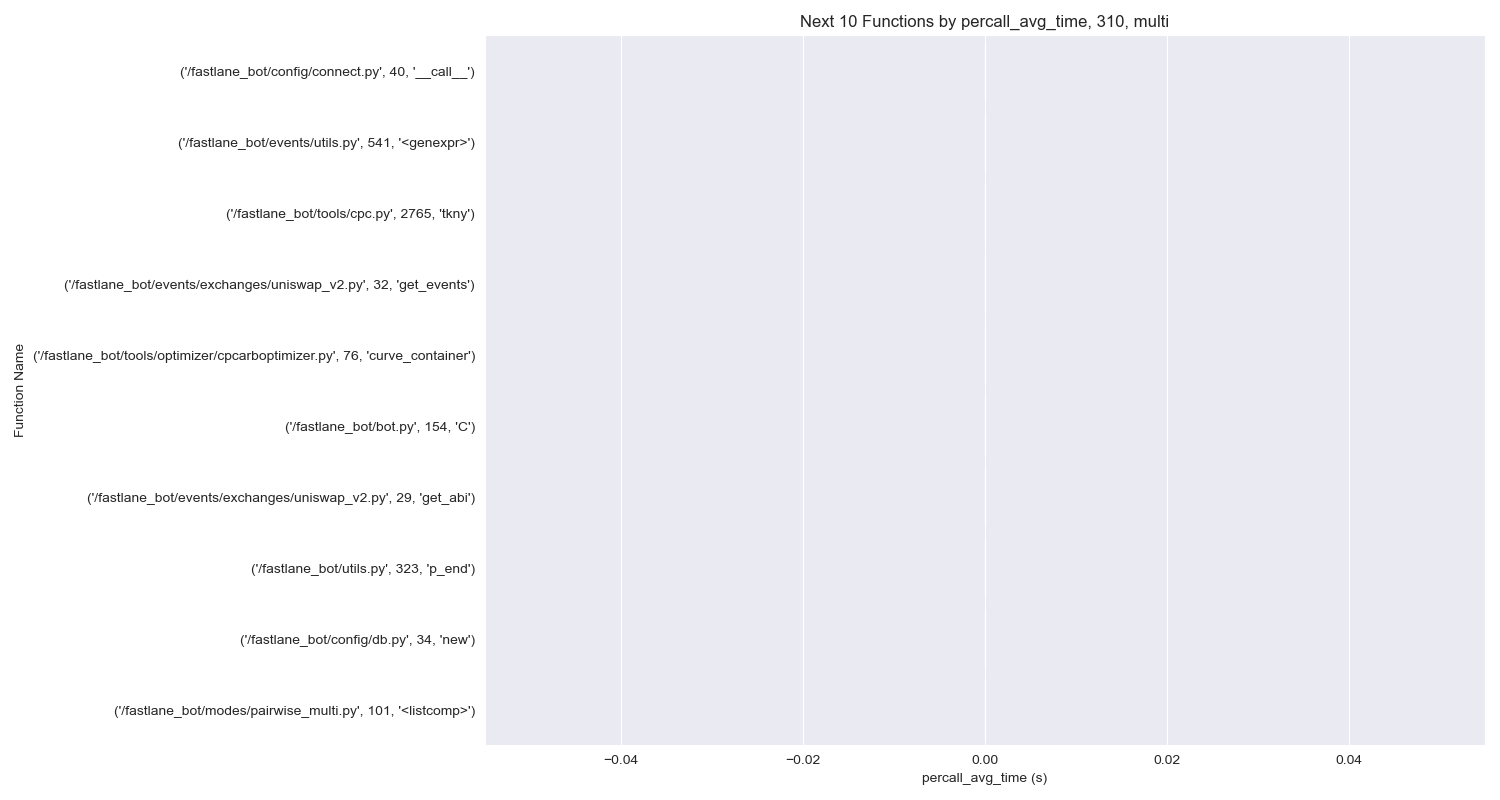 Next 10 Functions by percall_avg_time, 310, multi
('/fastlane_bot/config/connect.py', 40, '__call__')
('/fastlane_bot/events/utils.py', 541, '<genexpr>')
('/fastlane_bot/tools/cpc.py', 2765, 'tkny')
('/fastlane_bot/events/exchanges/uniswap_v2.py', 32, 'get_events')
('/fastlane_bot/tools/optimizer/cpcarboptimizer.py', 76, 'curve_container')
('/fastlane_bot/bot.py', 154, 'C')
('/fastlane_bot/events/exchanges/uniswap_v2.py', 29, 'get_abi')
('/fastlane_bot/utils.py', 323, 'p_end')
('/fastlane_bot/config/db.py', 34, 'new')
('/fastlane_bot/modes/pairwise_multi.py', 101, '<listcomp>')
Function Name
−0.04 −0.02 0.00 0.02 0.04
percall_avg_time (s)